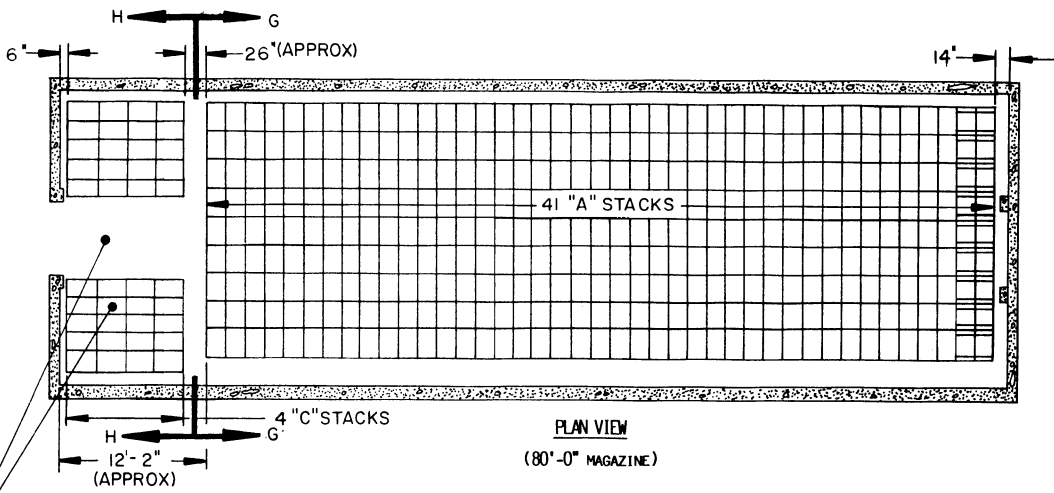 H G
6" 26"(APPROX) 14"
41 "A" STACKS
4 "C" STACKS
H G
12'-2"
(APPROX)
PLAN VIEW
(80'-0" MAGAZINE)